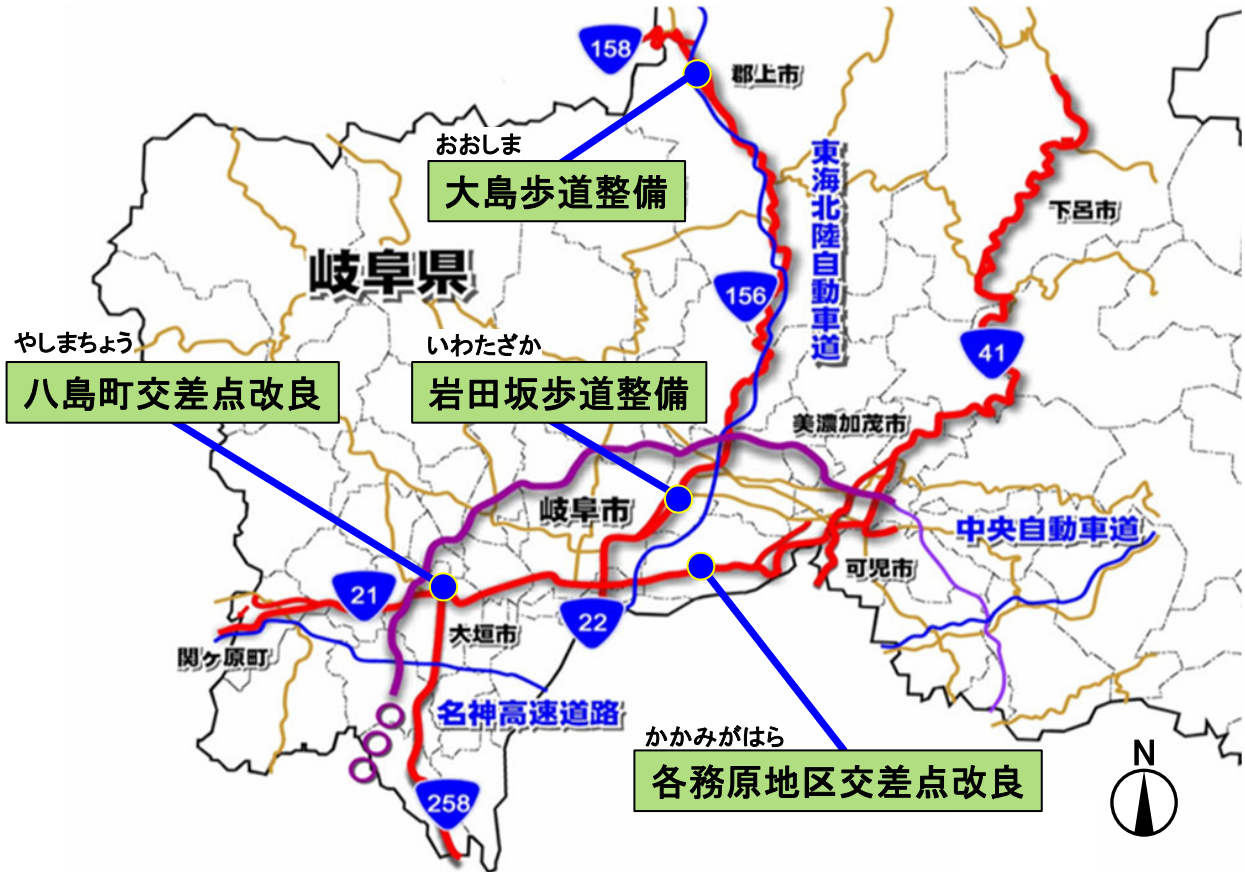 158
郡上市
おおしま
大島歩道整備
東海北陸自動車道
下呂市
岐阜県
156
41
やしまちょう
八島町交差点改良
いわたざか
岩田坂歩道整備
美濃加茂市
岐阜市
中央自動車道
可児市
21
22
大垣市
関ヶ原町
名神高速道路
かかみがはら
各務原地区交差点改良
N
258